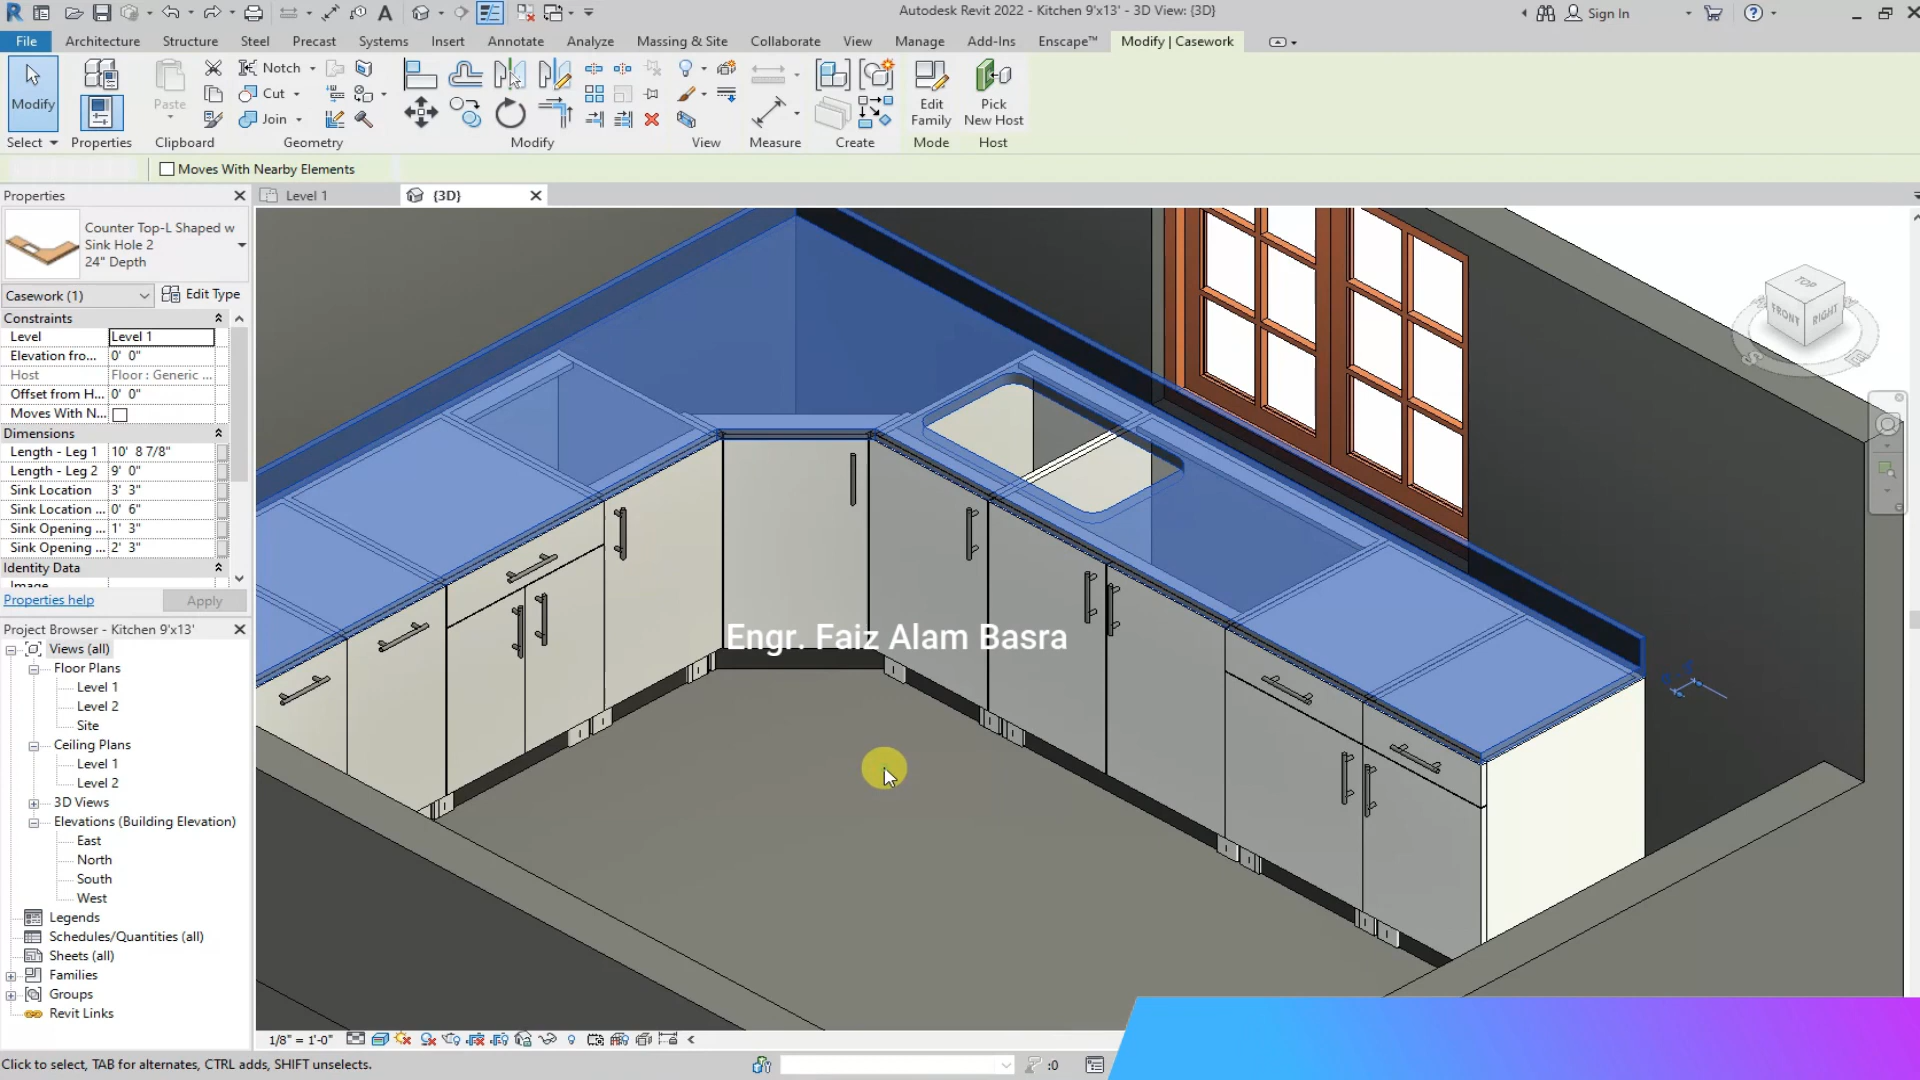 Autodesk Revit 2022 - Kitchen 9'x13' - 3D View: {3D}
Sign In
File Architecture Structure Steel Precast Systems Insert Annotate Analyze Massing & Site Collaborate View Manage Add-Ins Enscape™ Modify | Casework
Modify
Paste
Notch
Cut
Join
Edit Family
Pick New Host
Select Properties Clipboard Geometry Modify View Measure Create Mode Host
Moves With Nearby Elements
Properties
Level 1
{3D}
Counter Top-L Shaped w
Sink Hole 2
24" Depth
Casework (1)
Edit Type
Constraints
Level Level 1
Elevation fro... 0' 0"
Host Floor : Generic ...
Offset from H... 0' 0"
Moves With N...
Dimensions
Length - Leg 1 10' 8 7/8"
Length - Leg 2 9' 0"
Sink Location 3' 3"
Sink Location ... 0' 6"
Sink Opening ... 1' 3"
Sink Opening ... 2' 3"
Identity Data
Image
Properties help
Apply
Project Browser - Kitchen 9'x13'
Views (all)
Floor Plans
Level 1
Level 2
Site
Ceiling Plans
Level 1
Level 2
3D Views
Elevations (Building Elevation)
East
North
South
West
Legends
Schedules/Quantities (all)
Sheets (all)
Families
Groups
Revit Links
TOP
FRONT
RIGHT
Engr. Faiz Alam Basra
1/8" = 1'-0"
Click to select, TAB for alternates, CTRL adds, SHIFT unselects.
:0